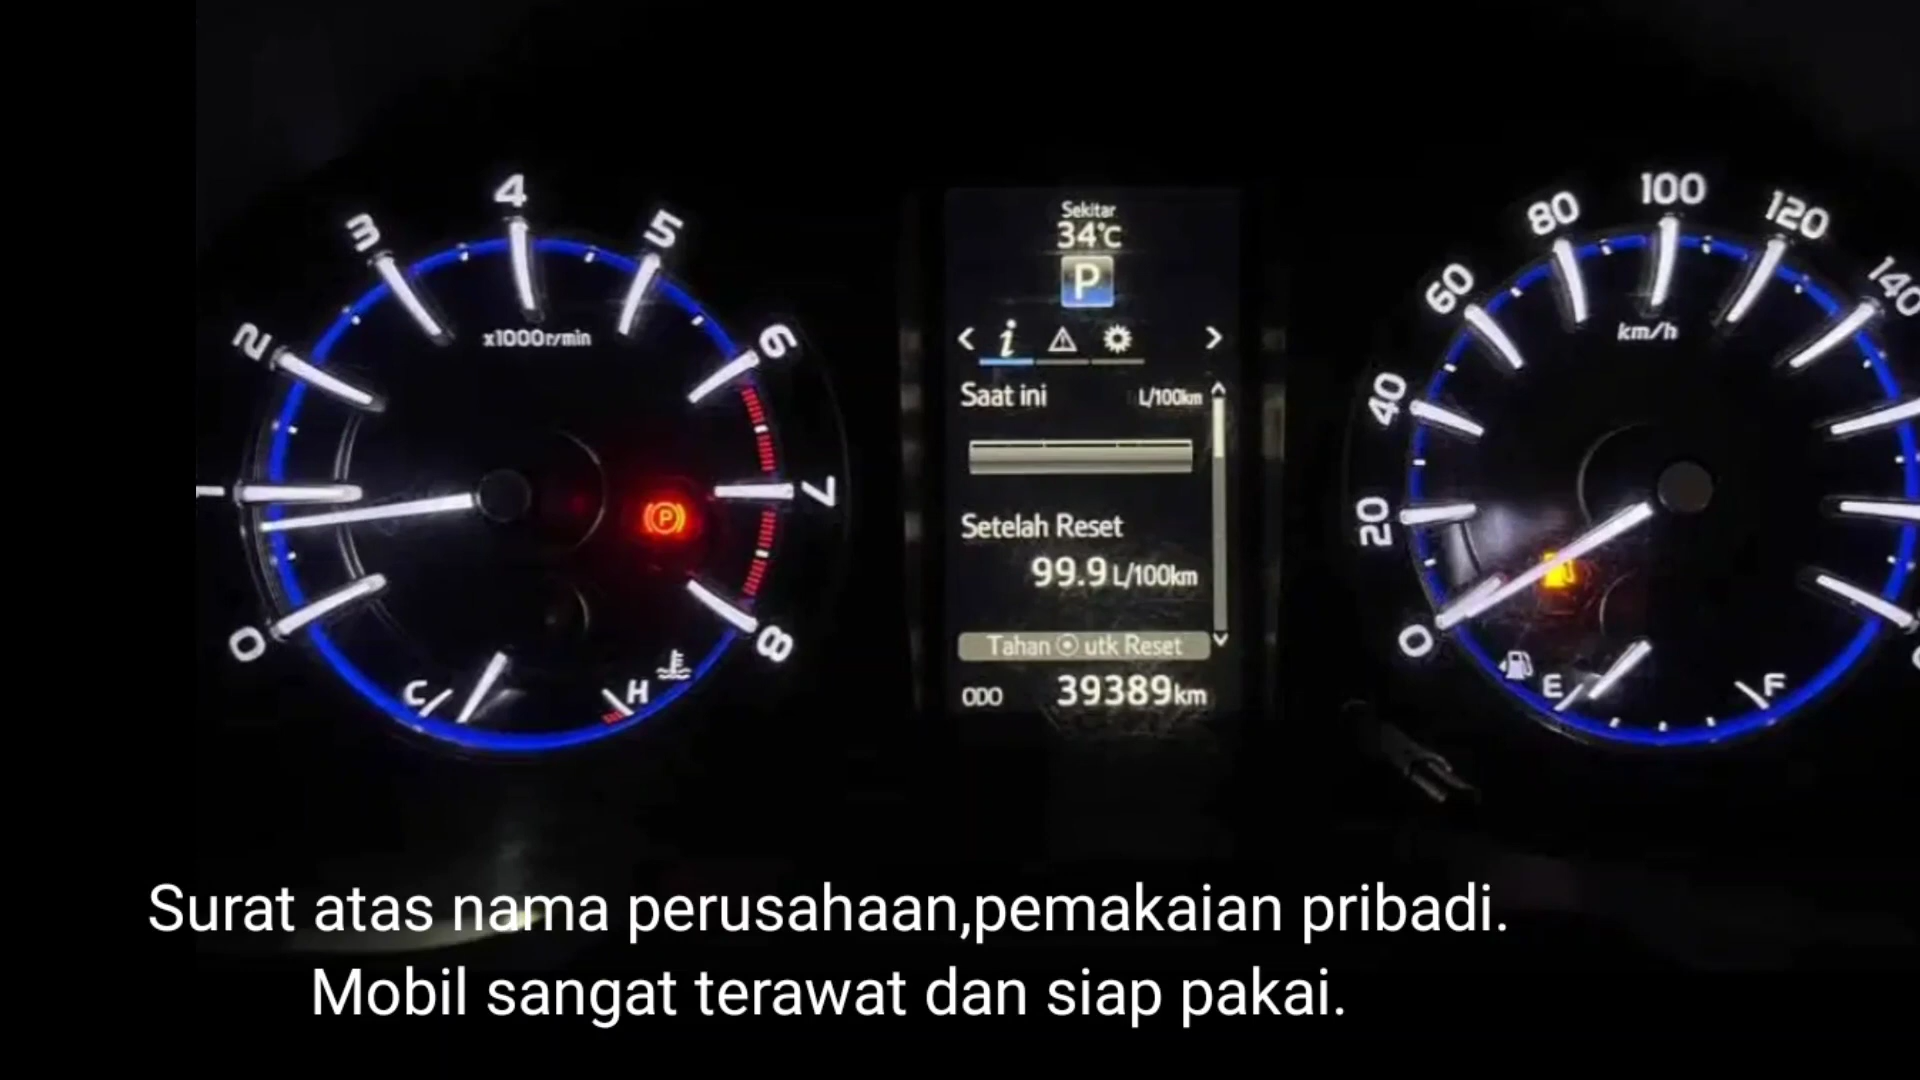 4
3
5
2
6
x1000r/min
7
0
8
C
H
Sekitar
34°C
P
< i >
Saat ini L/100km
Setelah Reset
99.9 L/100km
Tahan ⊙ utk Reset
ODO 39389 km
100
80
120
60
140
km/h
40
20
0
E
F
Surat atas nama perusahaan,pemakaian pribadi.
Mobil sangat terawat dan siap pakai.